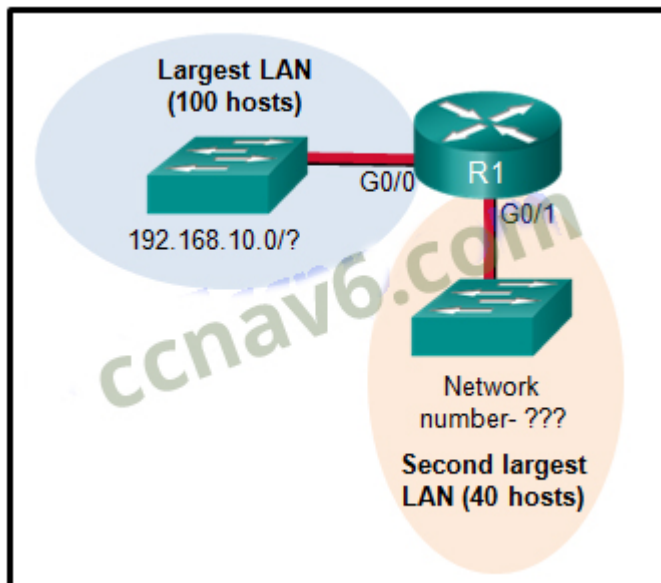 Largest LAN
(100 hosts)
R1
G0/0
G0/1
192.168.10.0/?
ccnav6.com
Network
number- ???
Second largest
LAN (40 hosts)